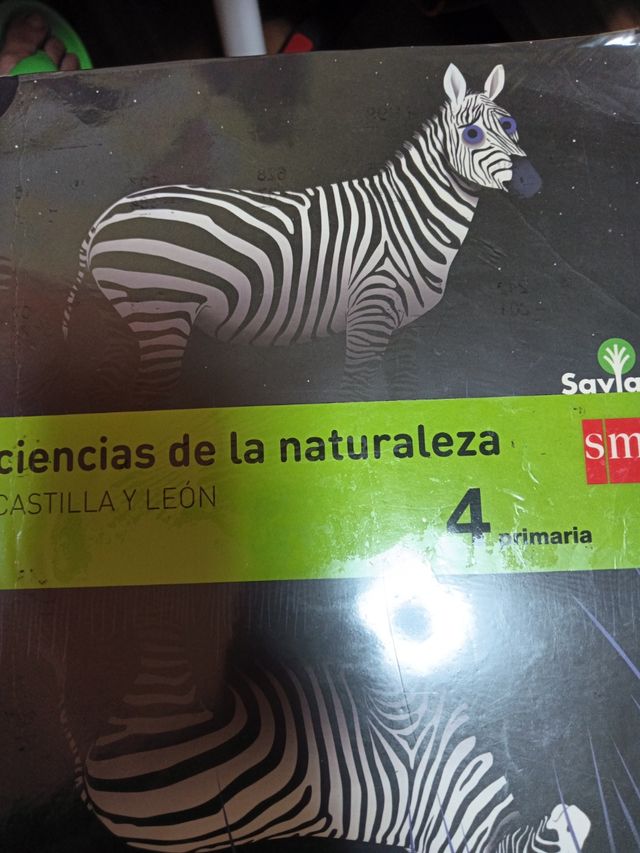 Savia
ciencias de la naturaleza
sm
CASTILLA Y LEÓN
4 primaria